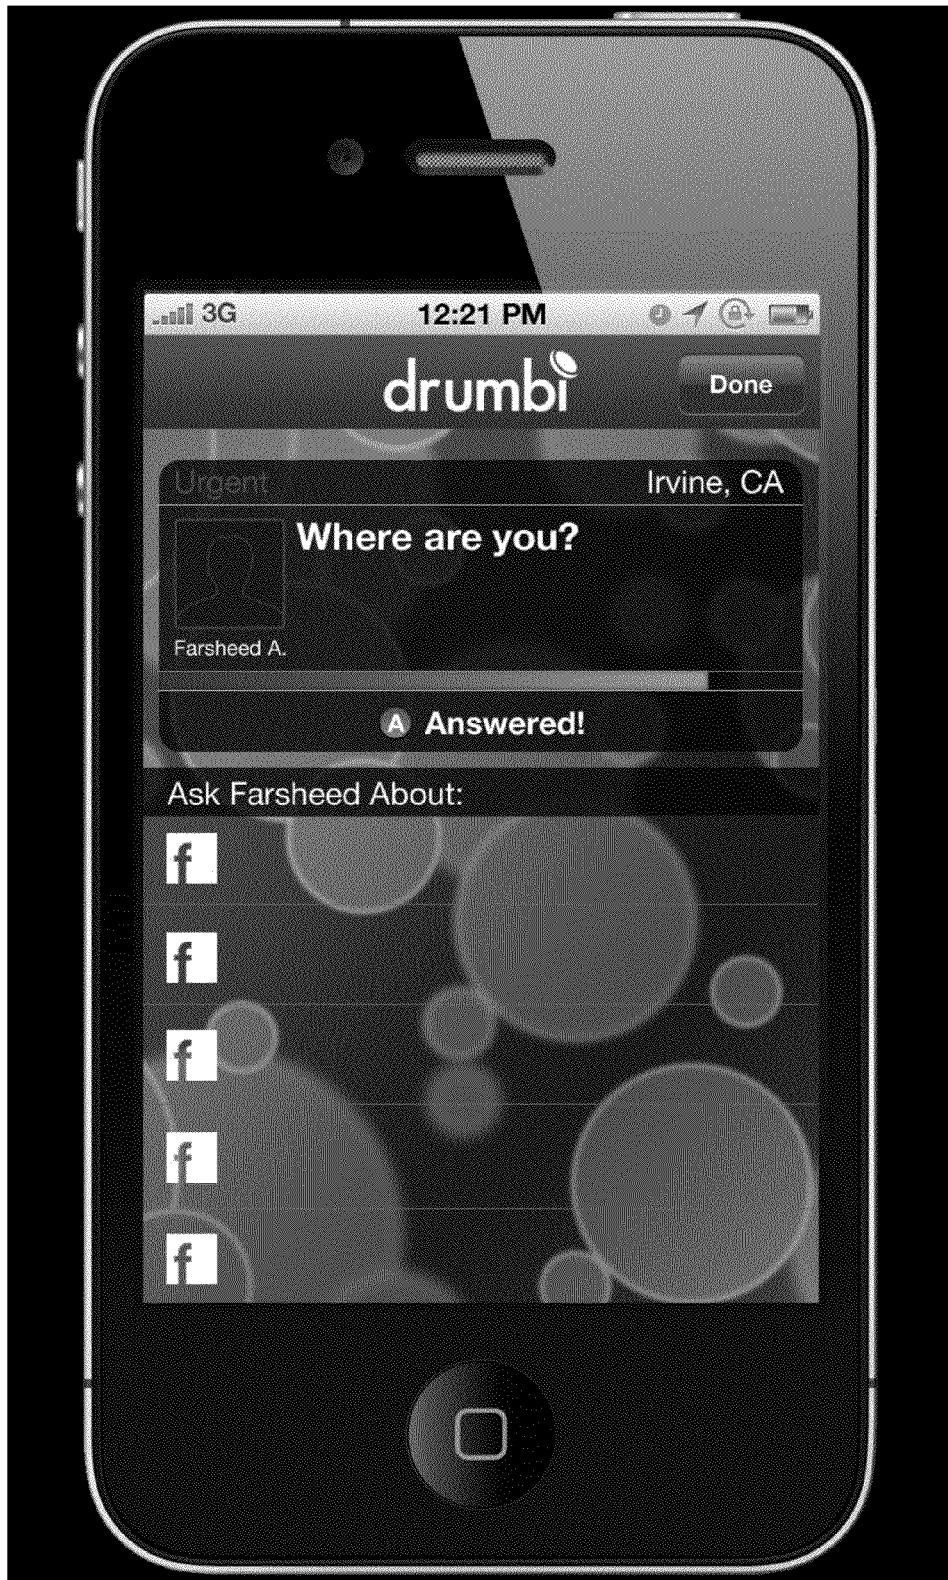 3G 12:21 PM
drumbi Done
Urgent Irvine, CA
Where are you?
Farsheed A.
A Answered!
Ask Farsheed About:
f
f
f
f
f